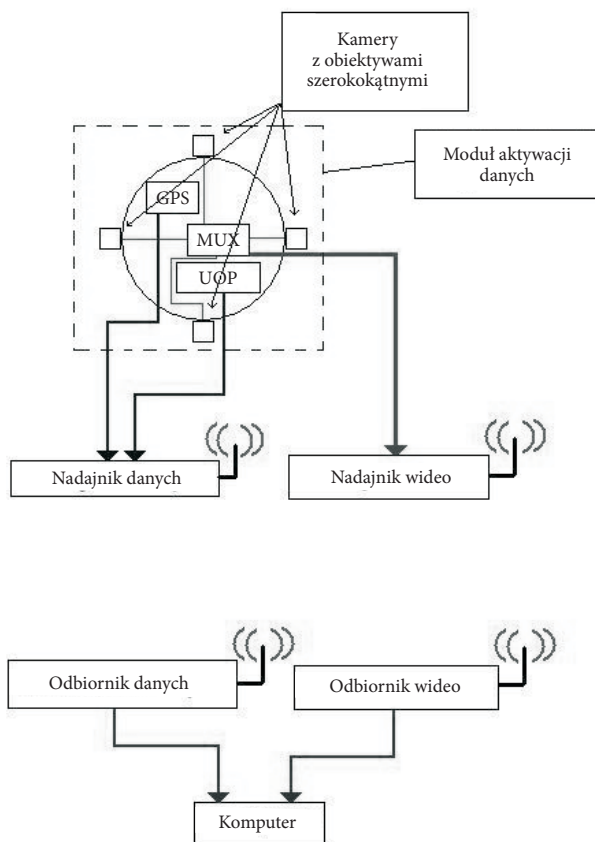 Kamery
z obiektywami
szerokokątnymi
Moduł aktywacji
danych
GPS
MUX
UOP
Nadajnik danych
Nadajnik wideo
Odbiornik danych
Odbiornik wideo
Komputer